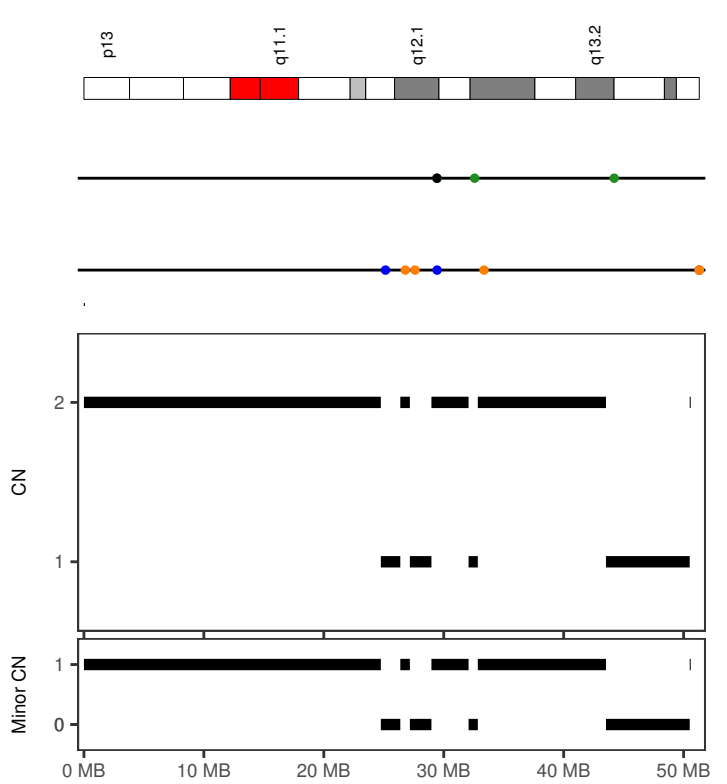 p13
q11.1
q12.1
q13.2
CN
2
1
Minor CN
1
0
0 MB
10 MB
20 MB
30 MB
40 MB
50 MB